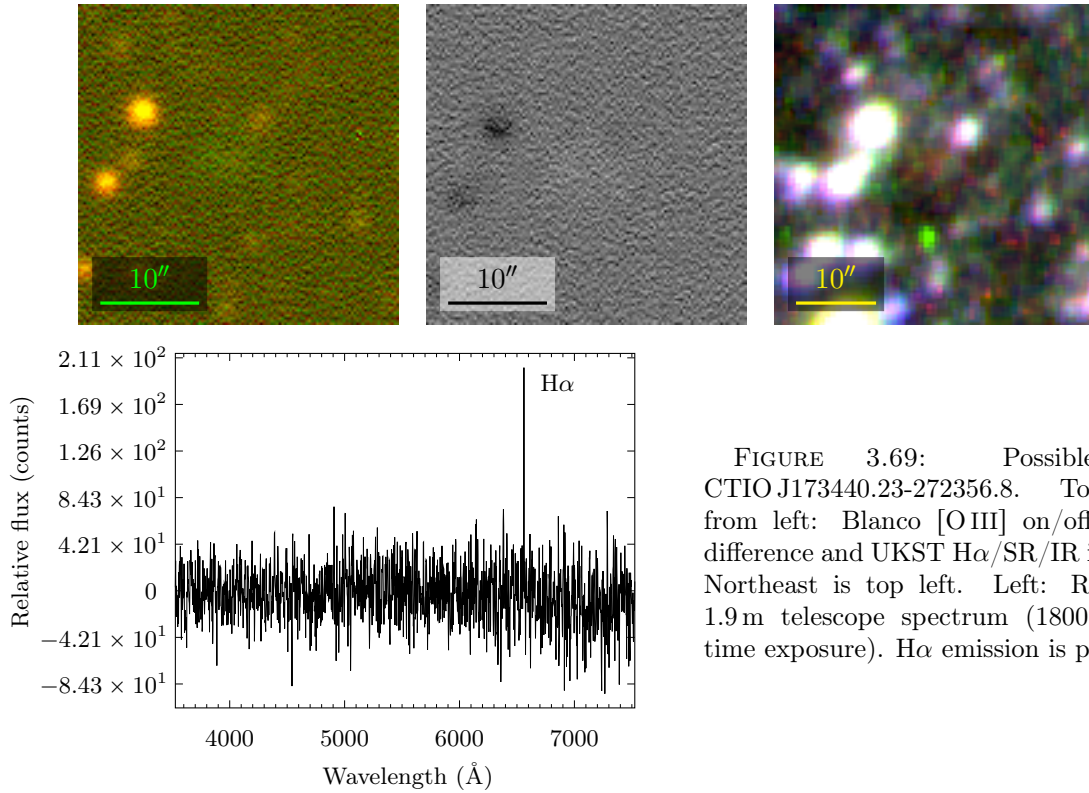 10″
10″
10″
2.11 × 10²
1.69 × 10²
1.26 × 10²
8.43 × 10¹
4.21 × 10¹
0
−4.21 × 10¹
−8.43 × 10¹
Relative flux (counts)
Hα
4000 5000 6000 7000
Wavelength (Å)
FIGURE 3.69: Possible
CTIO J173440.23-272356.8. To
from left: Blanco [O III] on/of
difference and UKST Hα/SR/IR
Northeast is top left. Left: R
1.9 m telescope spectrum (1800
time exposure). Hα emission is p